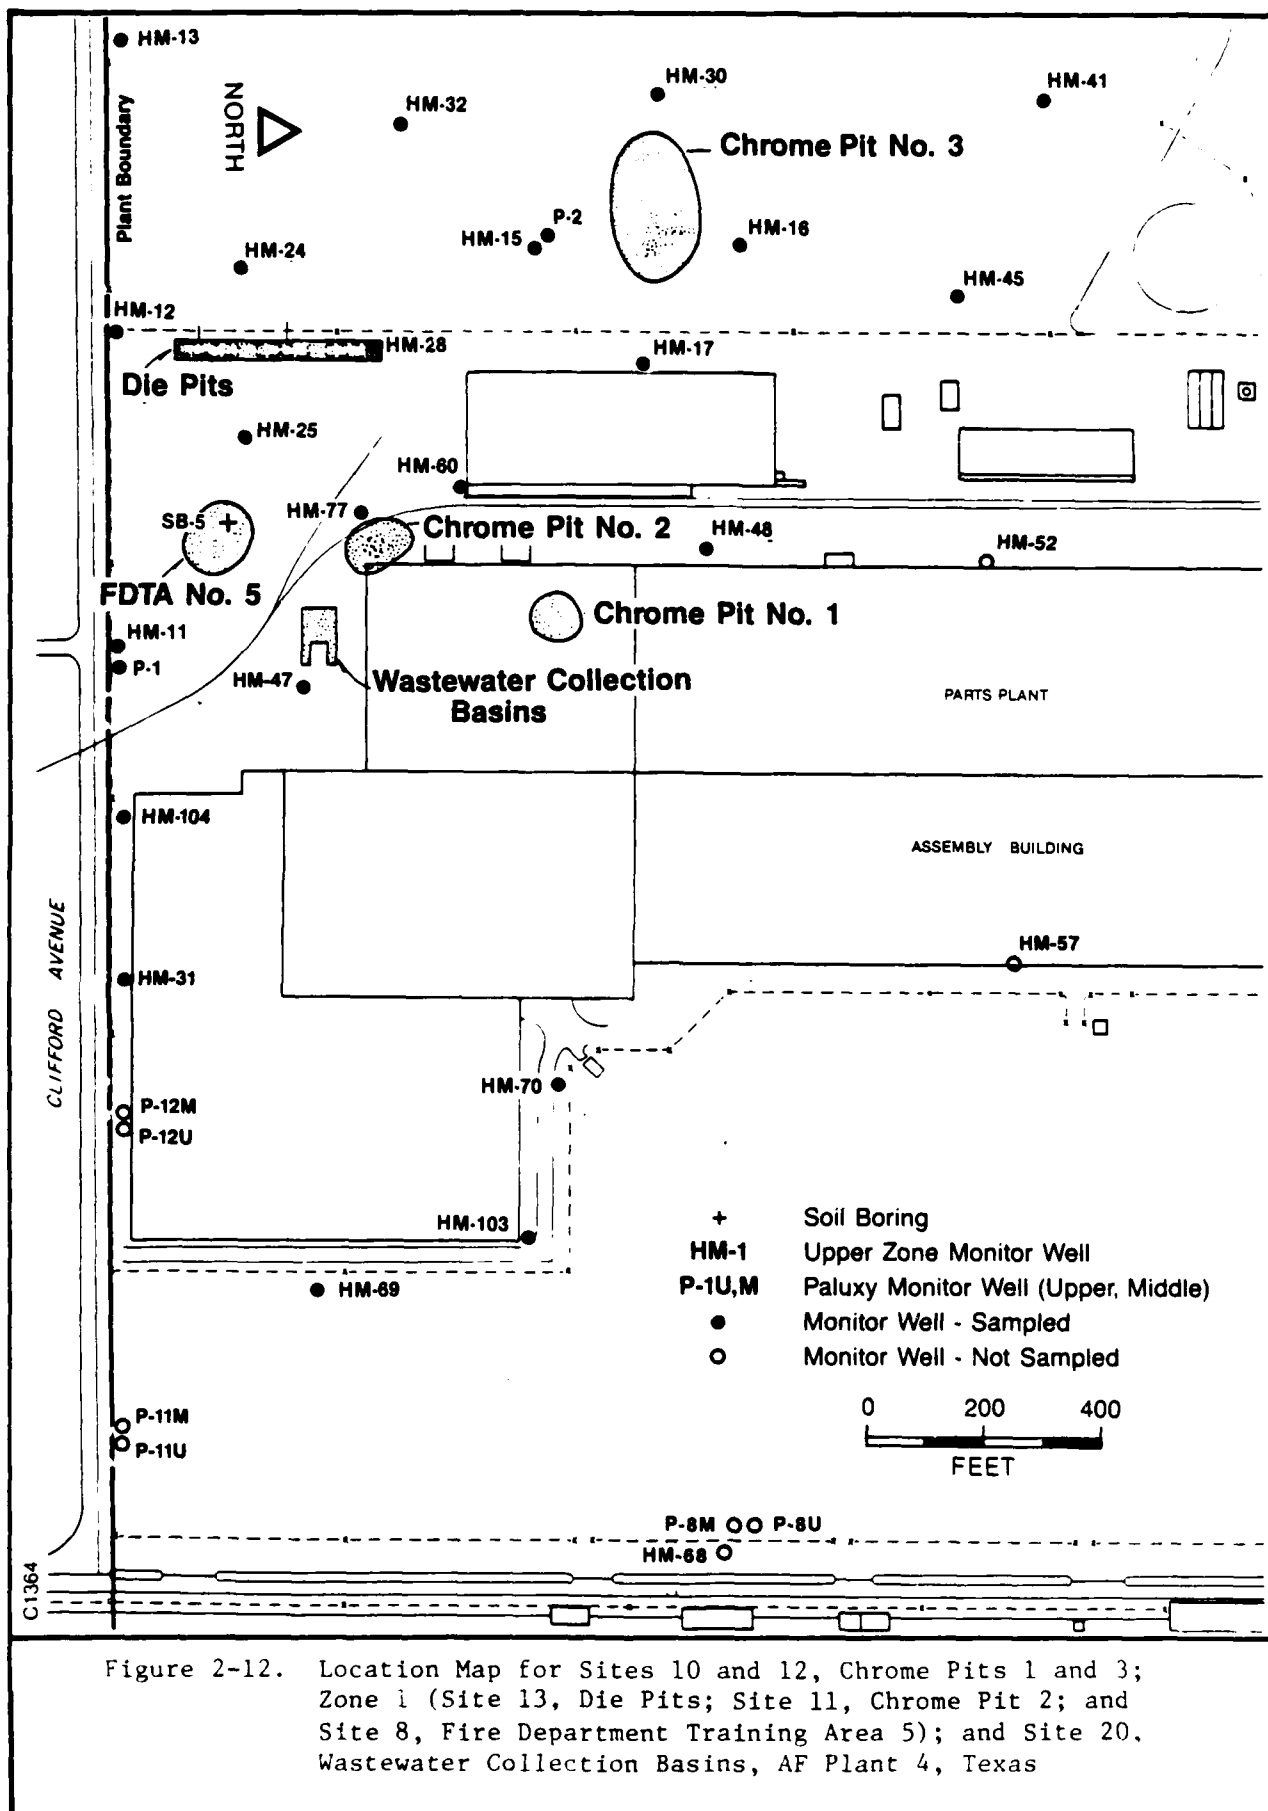 HM-13
HM-30
HM-41
HM-32
NORTH
Plant Boundary
Chrome Pit No. 3
P-2
HM-15
HM-16
HM-24
HM-45
HM-12
HM-28
HM-17
Die Pits
HM-25
HM-60
SB-5
HM-77
Chrome Pit No. 2
HM-48
HM-52
FDTA No. 5
Chrome Pit No. 1
HM-11
P-1
HM-47
Wastewater Collection
Basins
PARTS PLANT
HM-104
ASSEMBLY BUILDING
CLIFFORD AVENUE
HM-57
HM-31
HM-70
P-12M
P-12U
HM-103
+ Soil Boring
HM-1 Upper Zone Monitor Well
P-1U,M Paluxy Monitor Well (Upper, Middle)
Monitor Well - Sampled
Monitor Well - Not Sampled
HM-69
0 200 400
FEET
P-11M
P-11U
P-8M
P-8U
HM-68
C1364
Figure 2-12. Location Map for Sites 10 and 12, Chrome Pits 1 and 3;
Zone 1 (Site 13, Die Pits; Site 11, Chrome Pit 2; and
Site 8, Fire Department Training Area 5); and Site 20,
Wastewater Collection Basins, AF Plant 4, Texas